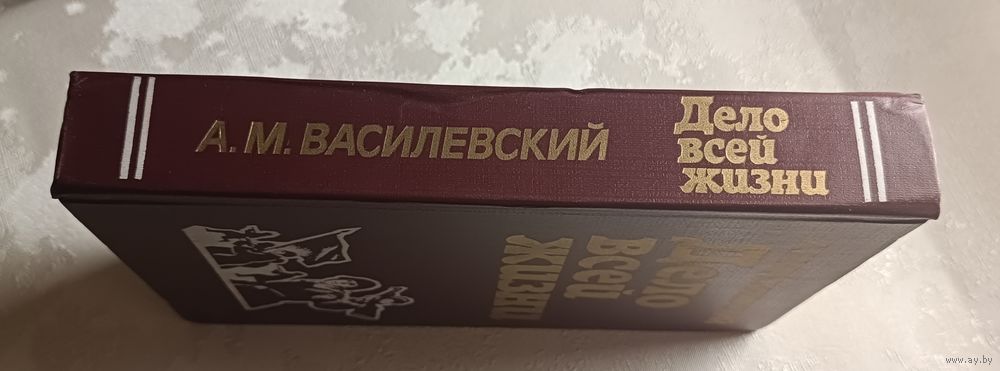 А. М. ВАСИЛЕВСКИЙ
Дело
всей
жизни
Дело
всей
жизни
www.ay.by